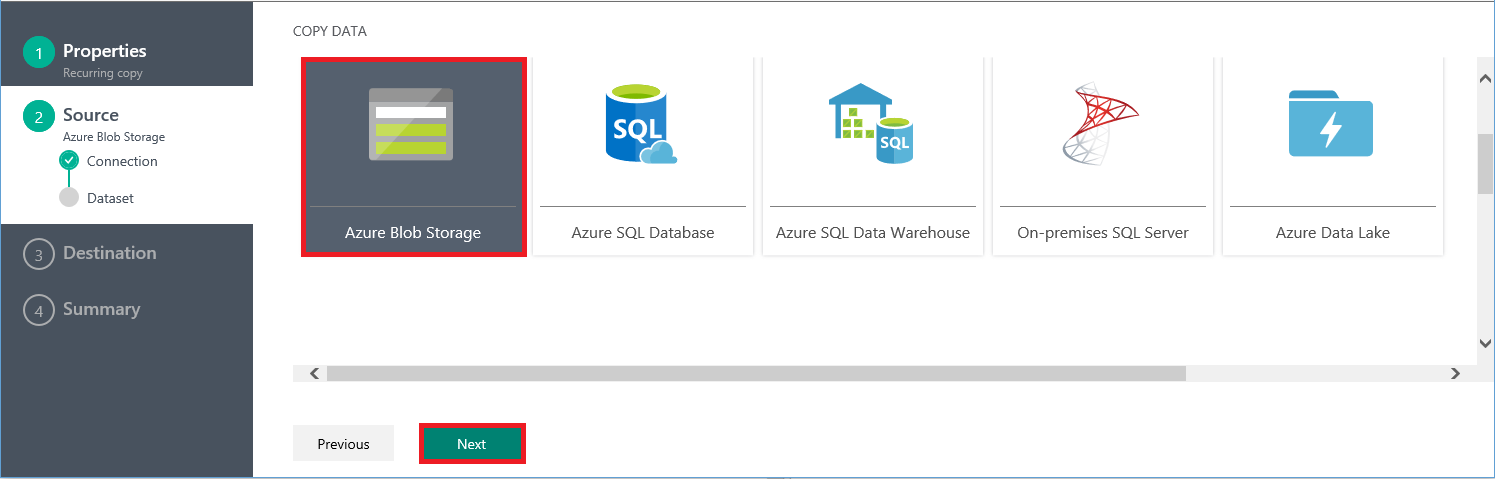 1
Properties
Recurring copy
2
Source
Azure Blob Storage
Connection
Dataset
3
Destination
4
Summary
COPY DATA
SQL
SQL
Azure Blob Storage
Azure SQL Database
Azure SQL Data Warehouse
On-premises SQL Server
Azure Data Lake
Previous
Next